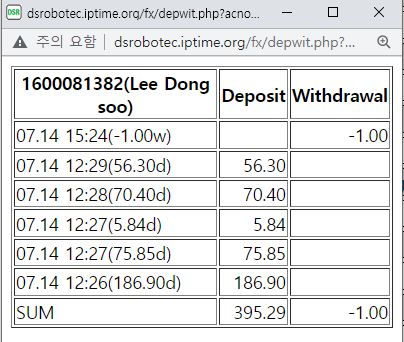 DSR dsrobotec.iptime.org/fx/depwit.php?acno...
주의 요함 | dsrobotec.iptime.org/fx/depwit.php?...
1600081382(Lee Dong
soo) Deposit Withdrawal
07.14 15:24(-1.00w) -1.00
07.14 12:29(56.30d) 56.30
07.14 12:28(70.40d) 70.40
07.14 12:27(5.84d) 5.84
07.14 12:27(75.85d) 75.85
07.14 12:26(186.90d) 186.90
SUM 395.29 -1.00